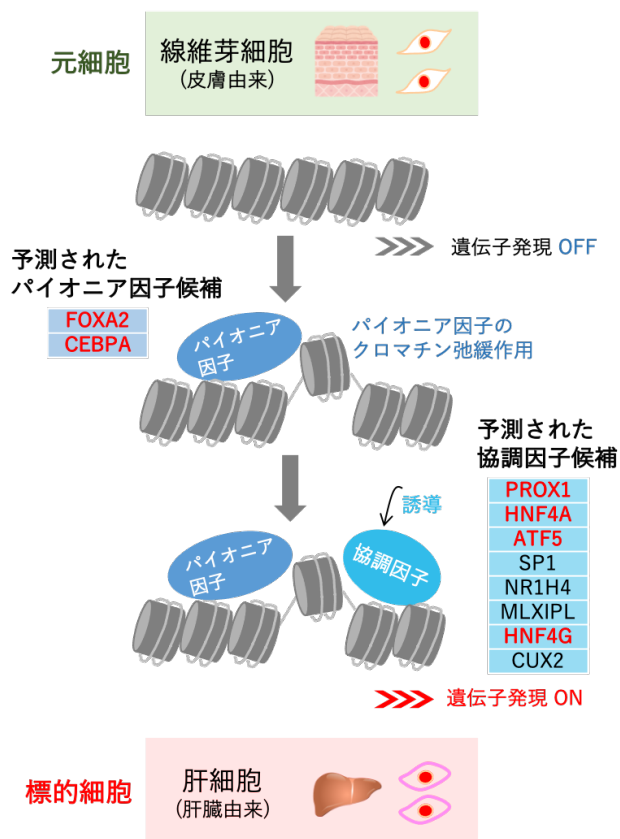 元細胞
線維芽細胞
(皮膚由来)
遺伝子発現 OFF
予測された
パイオニア因子候補
FOXA2
CEBPA
パイオニア
因子
パイオニア因子の
クロマチン弛緩作用
予測された
協調因子候補
PROX1
HNF4A
ATF5
SP1
NR1H4
MLXIPL
HNF4G
CUX2
誘導
パイオニア
因子
協調因子
遺伝子発現 ON
標的細胞
肝細胞
(肝臓由来)